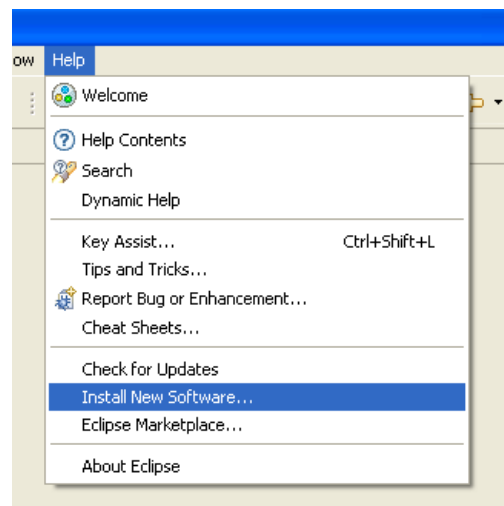 ow Help
Welcome
Help Contents
Search
Dynamic Help
Key Assist... Ctrl+Shift+L
Tips and Tricks...
Report Bug or Enhancement...
Cheat Sheets...
Check for Updates
Install New Software...
Eclipse Marketplace...
About Eclipse